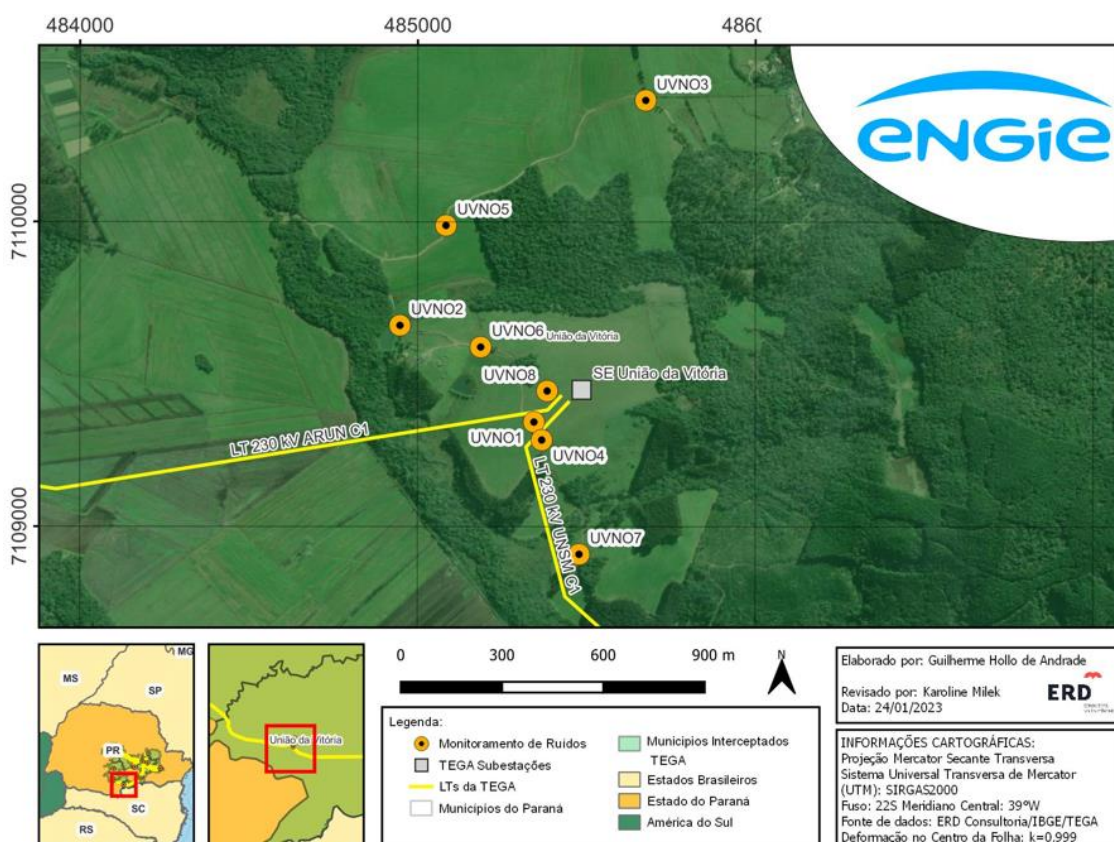 484000 485000 4860
7110000
7109000
ENGIE
UVNO3
UVNO5
UVNO2
UVNO6
União da Vitória
UVNO8
SE União da Vitória
LT 230 kV ARUN C1
UVNO1
UVNO4
LT 230 kV UNSM C1
UVNO7
MS
MG
SP
PR
SC
RS
União da Vitória
0 300 600 900 m
N
Legenda:
Monitoramento de Ruídos
TEGA Subestações
LTs da TEGA
Municípios do Paraná
Municipios Interceptados
TEGA
Estados Brasileiros
Estado do Paraná
América do Sul
Elaborado por: Guilherme Hollo de Andrade
Revisado por: Karoline Milek
Data: 24/01/2023
ERD
INFORMAÇÕES CARTOGRÁFICAS:
Projeção Mercator Secante Transversa
Sistema Universal Transversa de Mercator
(UTM): SIRGAS2000
Fuso: 22S Meridiano Central: 39°W
Fonte de dados: ERD Consultoria/IBGE/TEGA
Deformação no Centro da Folha: k=0,999